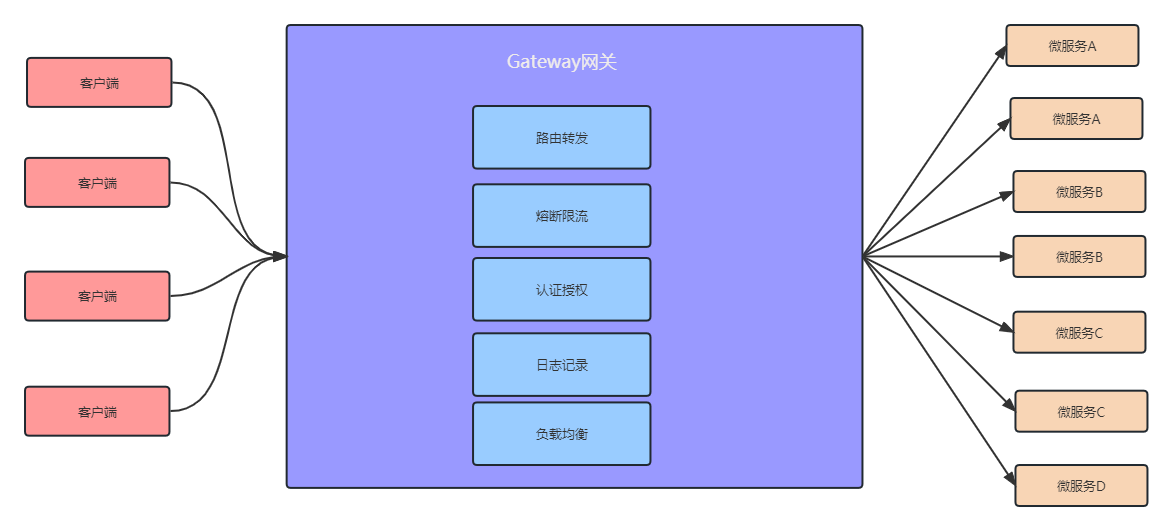 客户端
客户端
客户端
客户端
Gateway网关
路由转发
熔断限流
认证授权
日志记录
负载均衡
微服务A
微服务A
微服务B
微服务B
微服务C
微服务C
微服务D